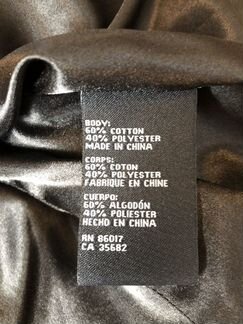 BODY:
60% COTTON
40% POLYESTER
MADE IN CHINA
CORPS:
60% COTON
40% POLYESTER
FABRIQUE EN CHINE
CUERPO:
60% ALGODÓN
40% POLIESTER
HECHO EN CHINA
RN 86017
CA 35682